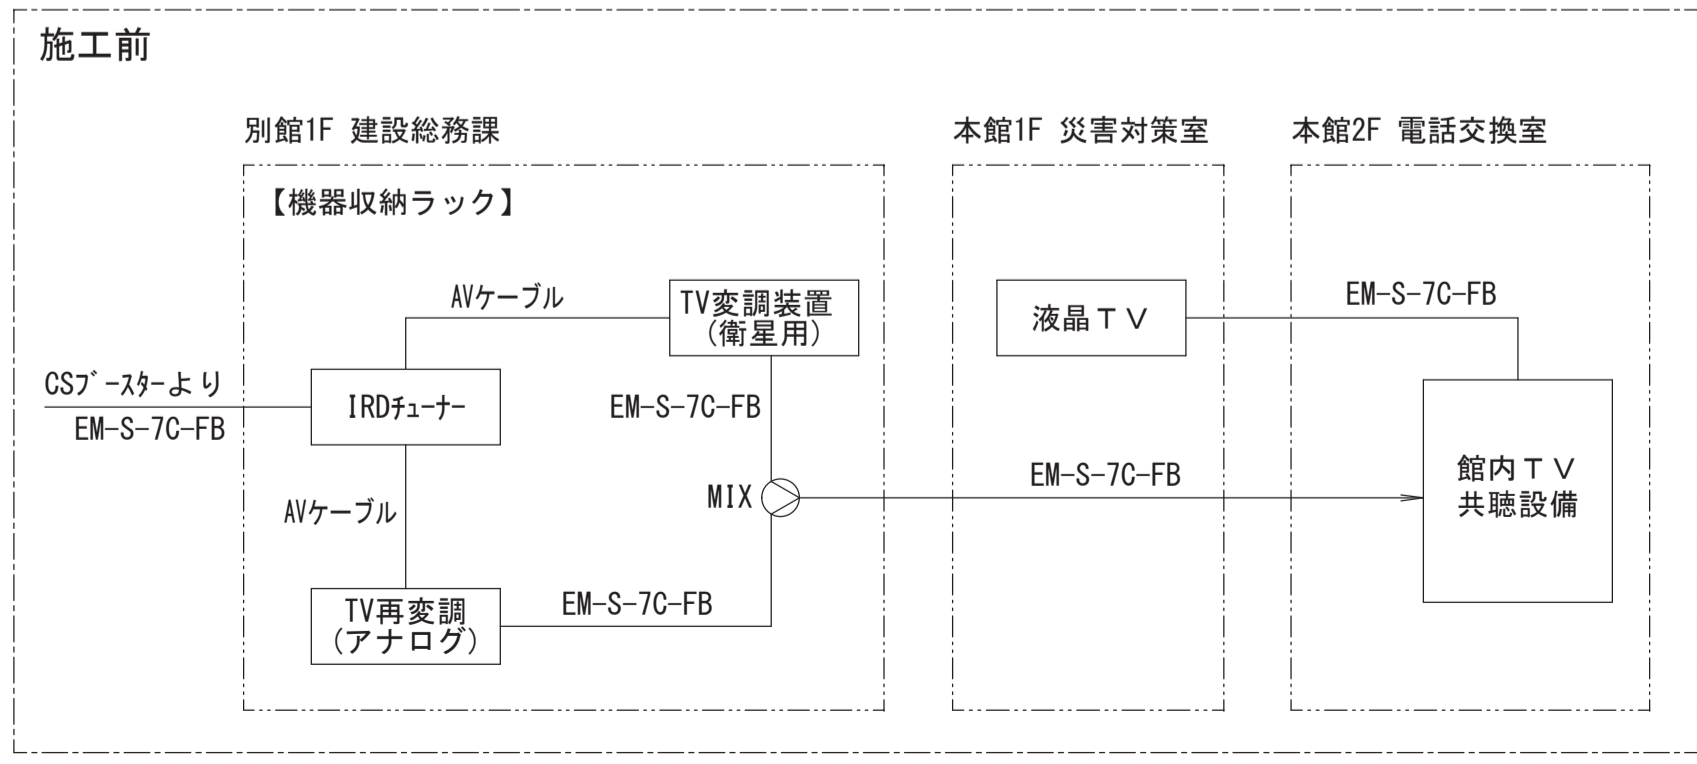 施工前
別館1F 建設総務課
本館1F 災害対策室
本館2F 電話交換室
【機器収納ラック】
AVケーブル
TV変調装置
(衛星用)
液晶TV
EM-S-7C-FB
CSブースターより
EM-S-7C-FB
IRDチューナー
EM-S-7C-FB
MIX
EM-S-7C-FB
館内TV
共聴設備
AVケーブル
TV再変調
(アナログ)
EM-S-7C-FB